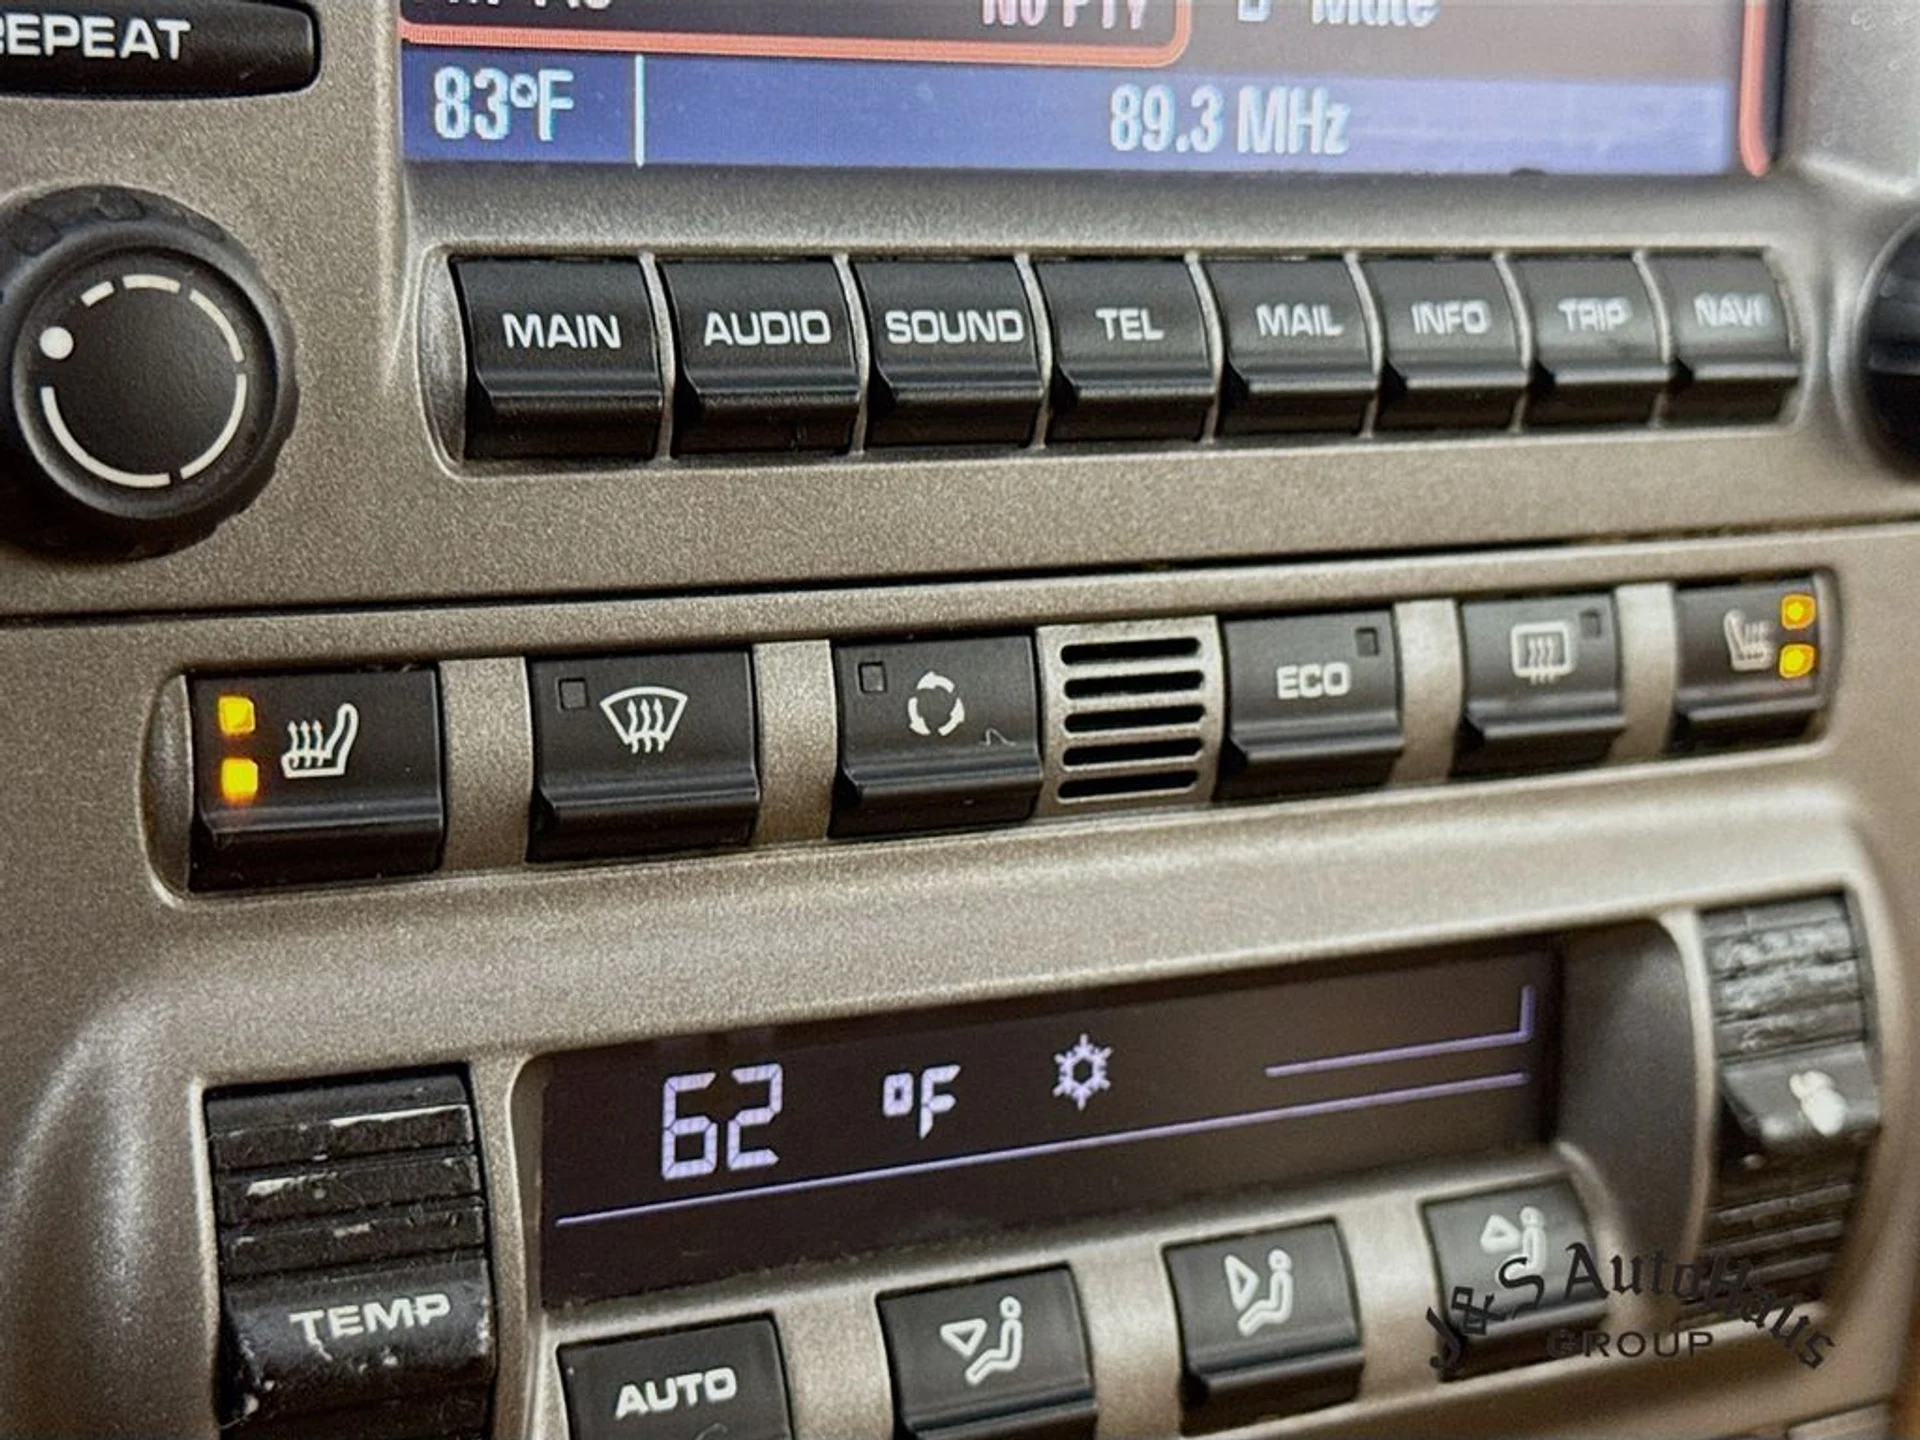 REPEAT
No PTY
Mute
83°F
89.3 MHz
MAIN AUDIO SOUND TEL MAIL INFO TRIP NAVI
ECO
62 °F
TEMP
AUTO
J&S AutoHaus
GROUP